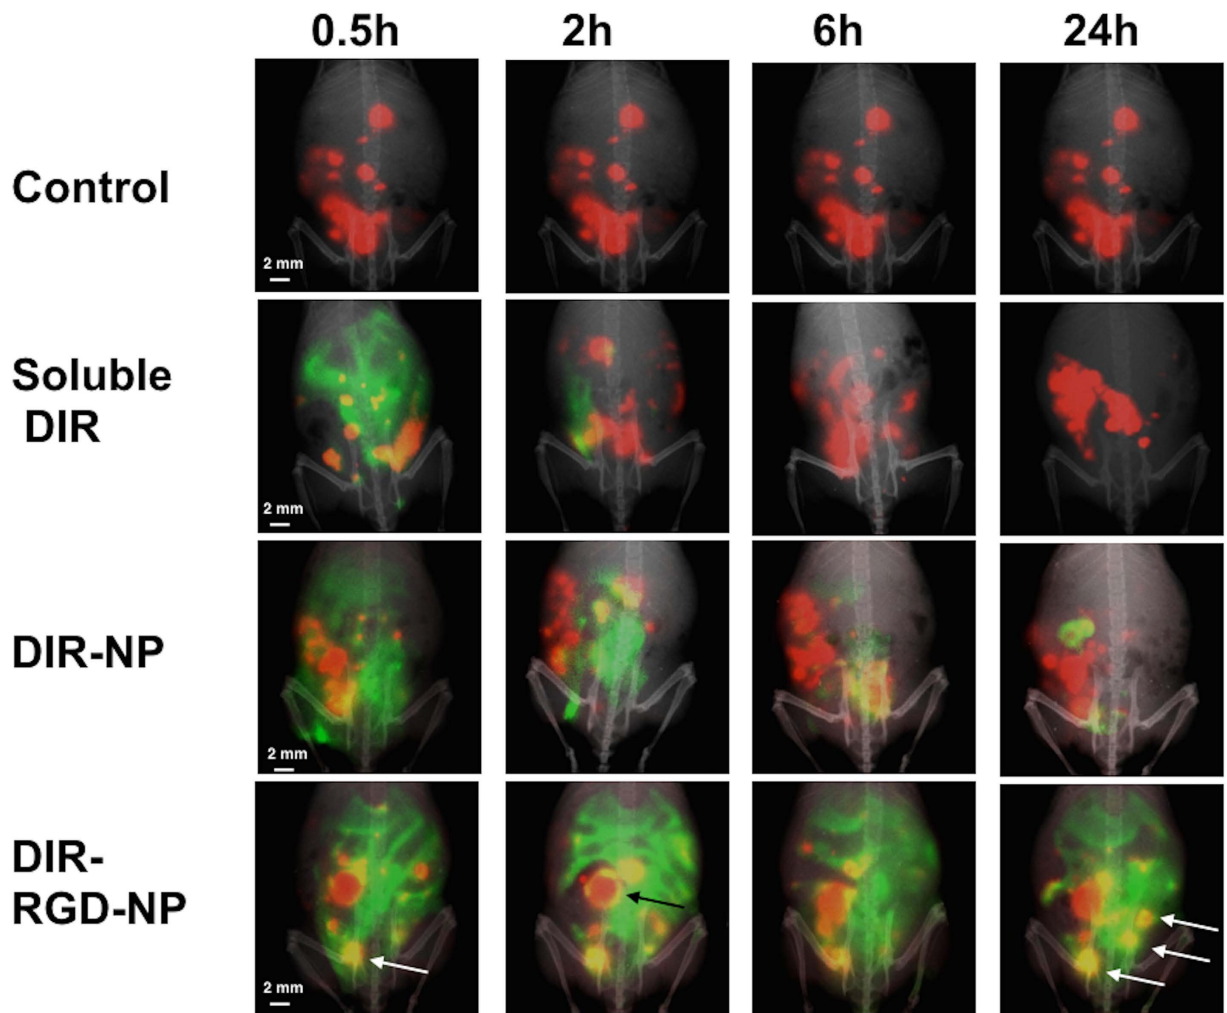 0.5h 2h 6h 24h
Control
2 mm
Soluble
DIR
2 mm
DIR-NP
2 mm
DIR-
RGD-NP
2 mm